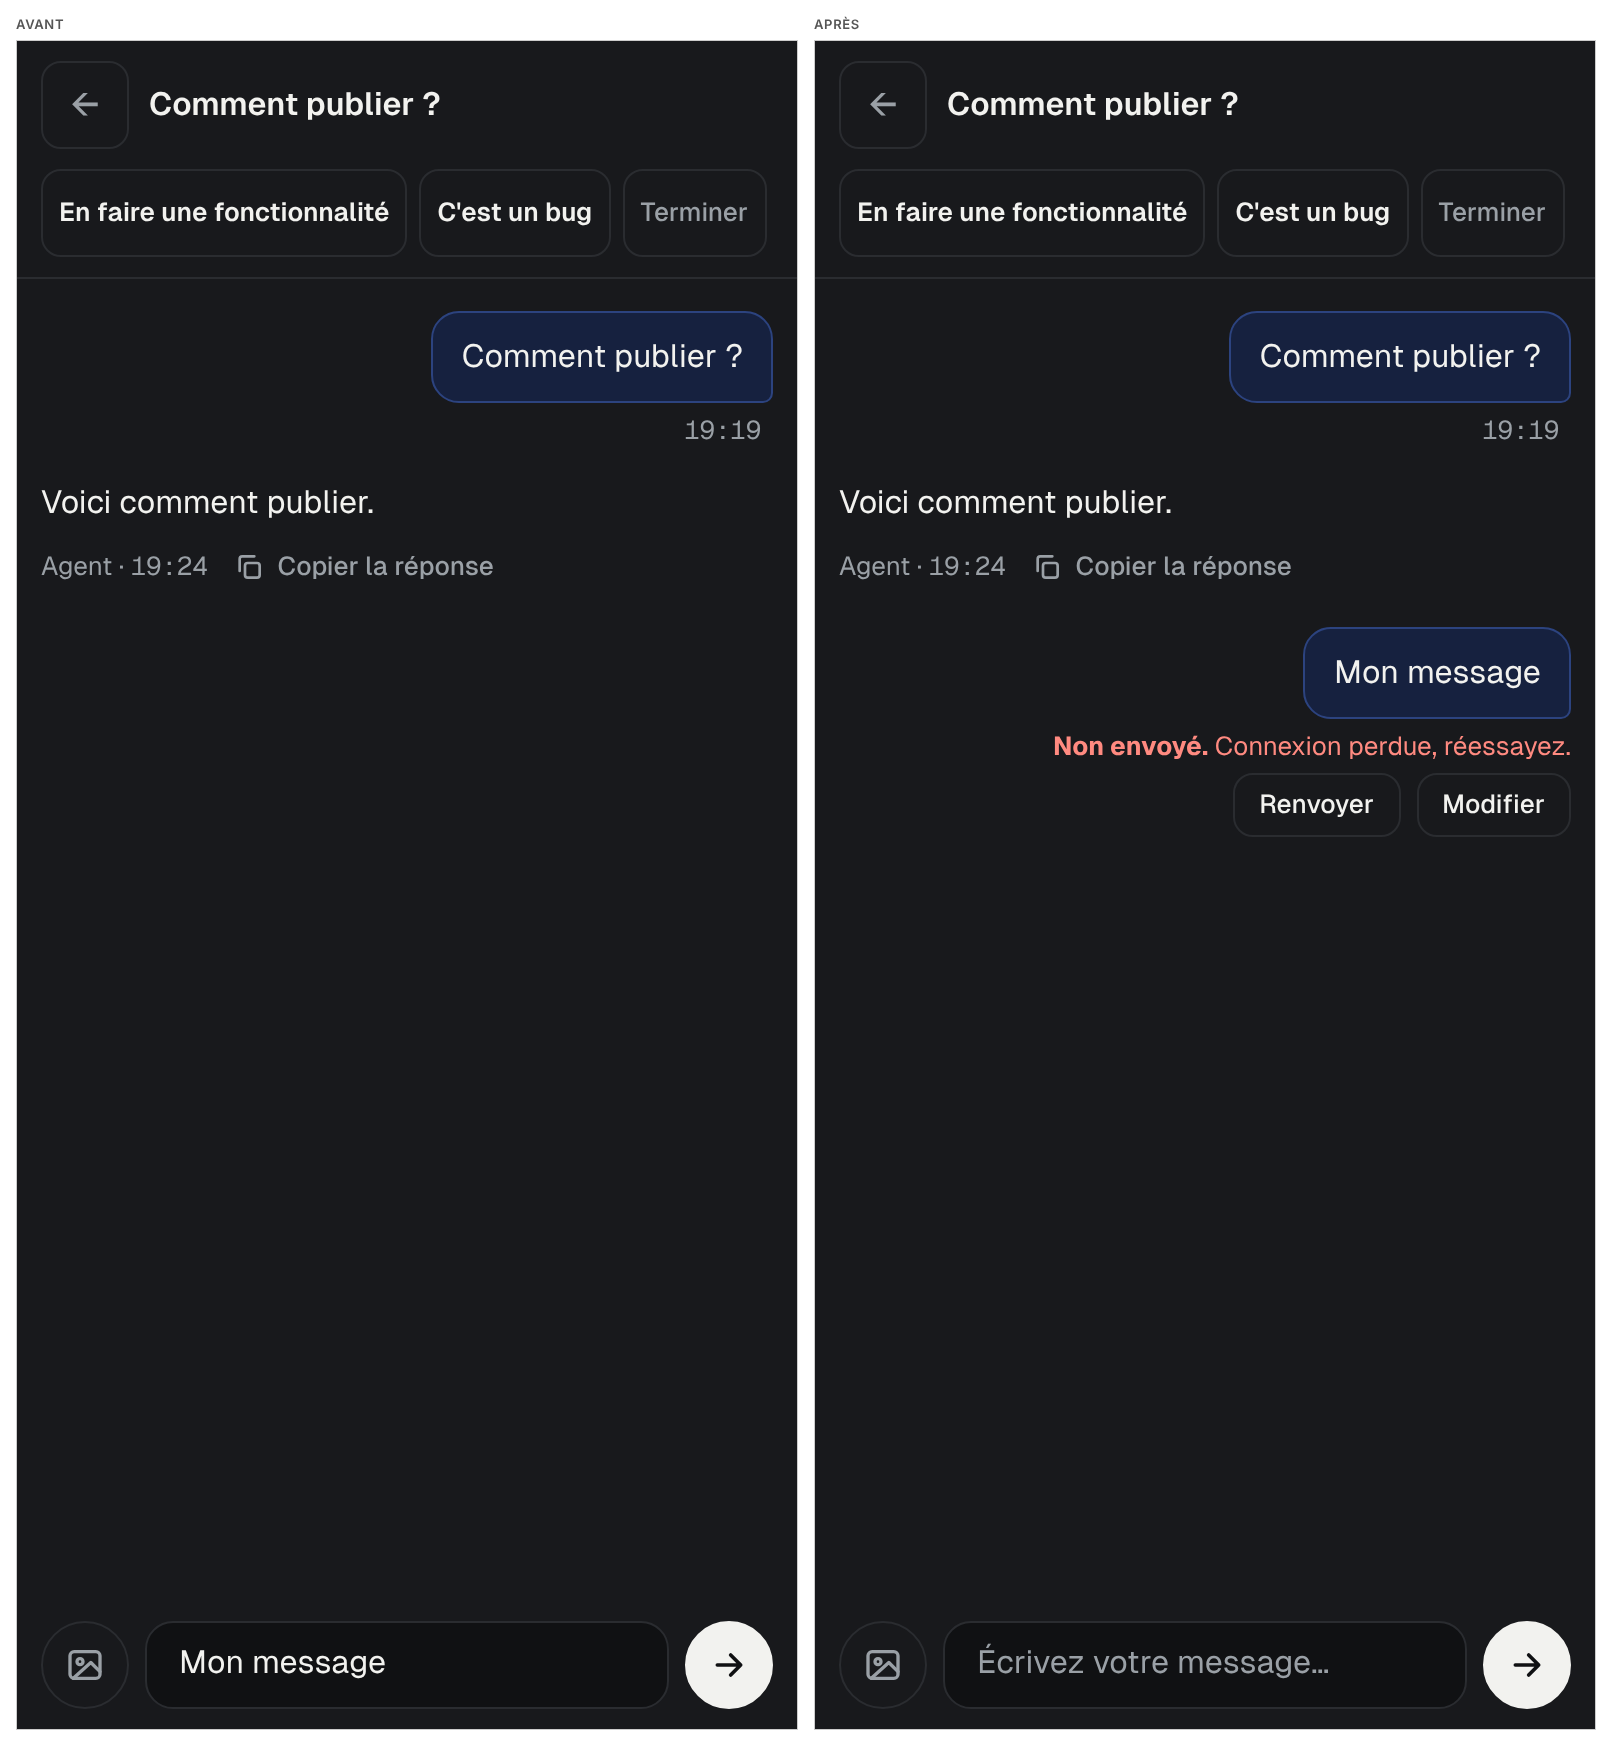 AVANT
Comment publier ?
En faire une fonctionnalité
C'est un bug
Terminer
Comment publier ?
19:19
Voici comment publier.
Agent · 19:24 Copier la réponse
Mon message
APRÈS
Comment publier ?
En faire une fonctionnalité
C'est un bug
Terminer
Comment publier ?
19:19
Voici comment publier.
Agent · 19:24 Copier la réponse
Mon message
Non envoyé. Connexion perdue, réessayez.
Renvoyer
Modifier
Écrivez votre message…